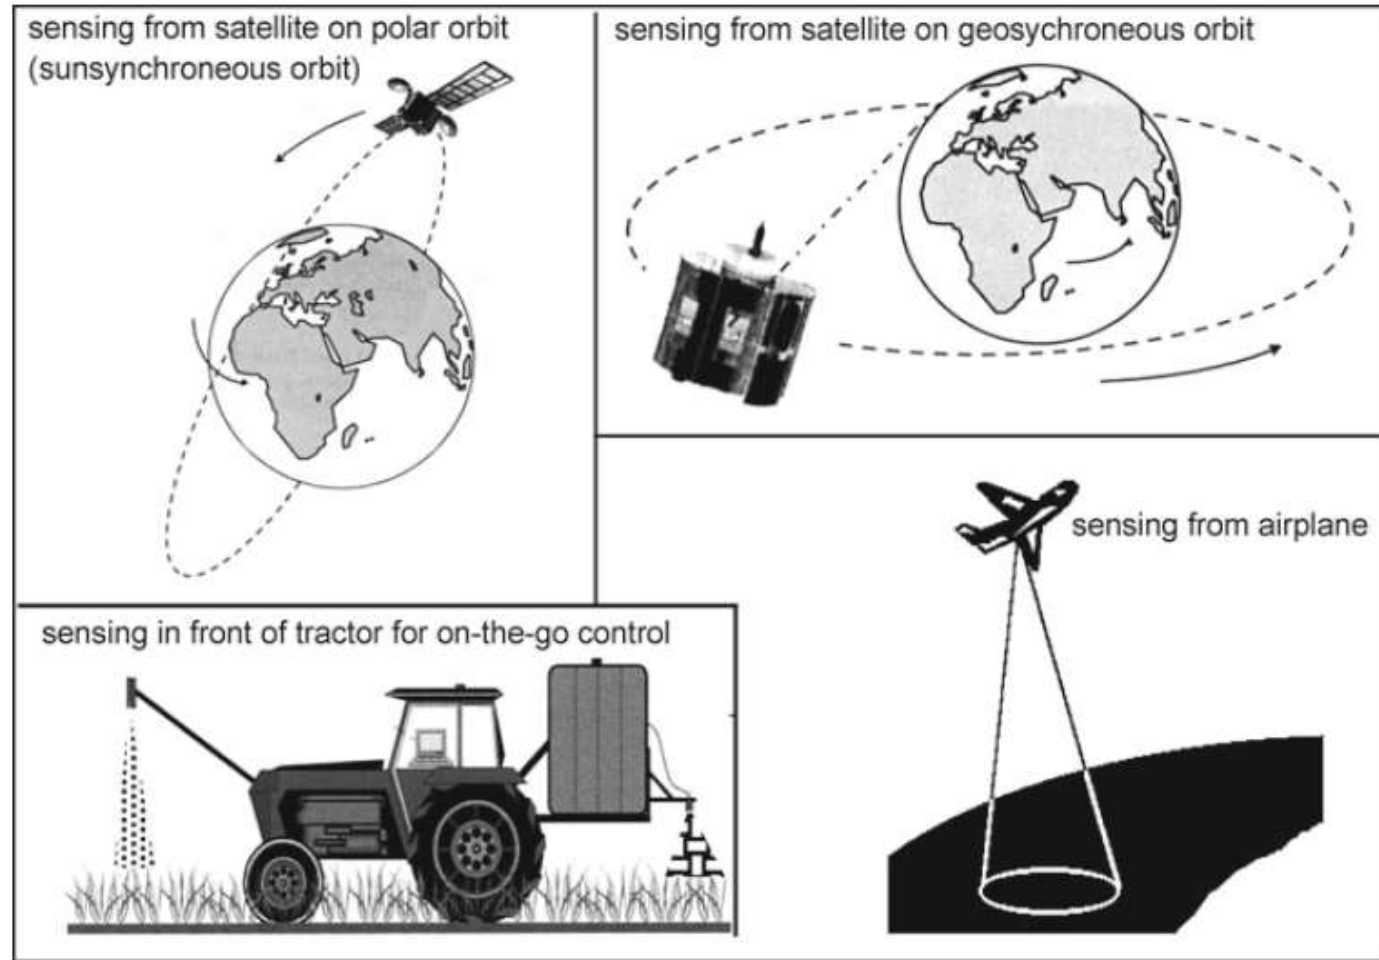 sensing from satellite on polar orbit
(sunsynchroneous orbit)
sensing from satellite on geosychroneous orbit
sensing from airplane
sensing in front of tractor for on-the-go control